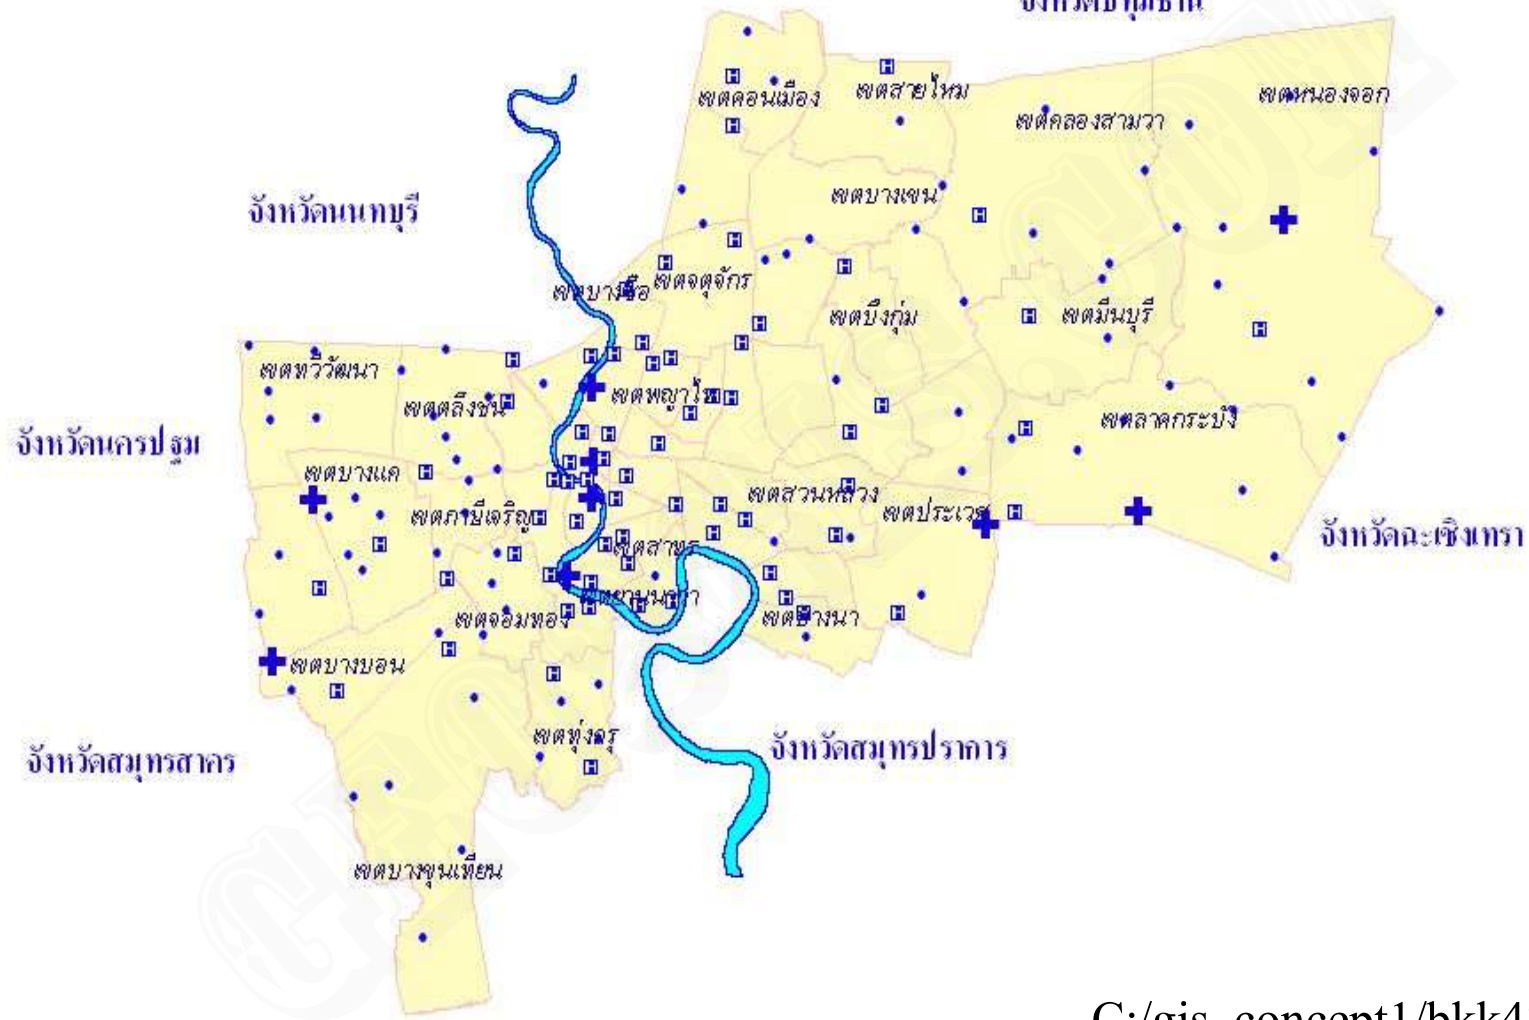 จังหวัดปทุมธานี
เขตดอนเมือง
เขตสายไหม
เขตคลองสามวา
เขตหนองจอก
จังหวัดนนทบุรี
เขตบางเขน
เขตบางซื่อ
เขตจตุจักร
เขตบึงกุ่ม
เขตมีนบุรี
เขตทวีวัฒนา
เขตตลิ่งชัน
เขตพญาไท
เขตลาดกระบัง
จังหวัดนครปฐม
เขตบางแค
เขตภาษีเจริญ
เขตสวนหลวง
เขตประเวศ
จังหวัดฉะเชิงเทรา
เขตสาทร
เขตยานนาวา
เขตจอมทอง
เขตบางนา
เขตบางบอน
เขตทุ่งครุ
จังหวัดสมุทรสาคร
จังหวัดสมุทรปราการ
เขตบางขุนเทียน
C:/gis_concept1/bkk4